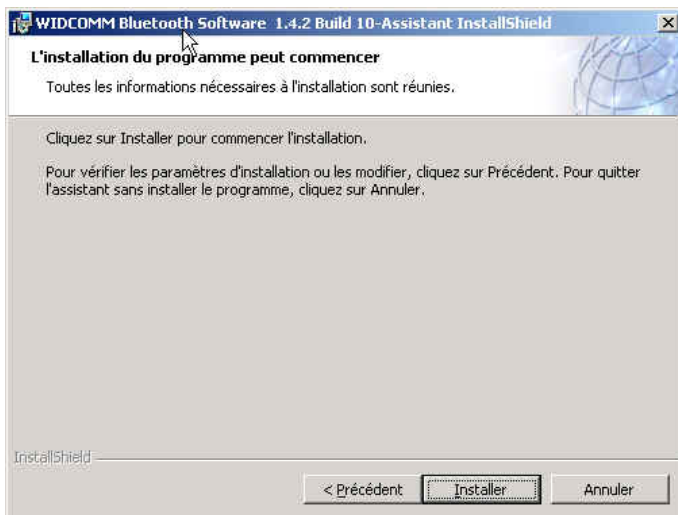 WIDCOMM Bluetooth Software 1.4.2 Build 10-Assistant InstallShield
L'installation du programme peut commencer
Toutes les informations nécessaires à l'installation sont réunies.
Cliquez sur Installer pour commencer l'installation.
Pour vérifier les paramètres d'installation ou les modifier, cliquez sur Précédent. Pour quitter
l'assistant sans installer le programme, cliquez sur Annuler.
InstallShield
< Précédent Installer Annuler